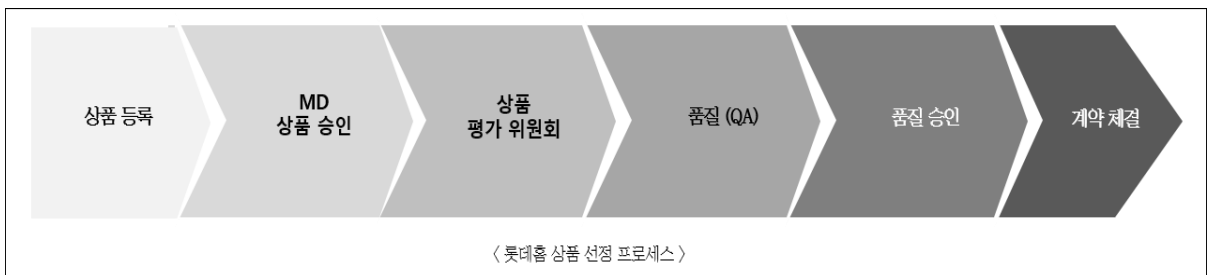 상품 등록
MD
상품 승인
상품
평가 위원회
품질 (QA)
품질 승인
계약 체결
〈 롯데홈 상품 선정 프로세스 〉